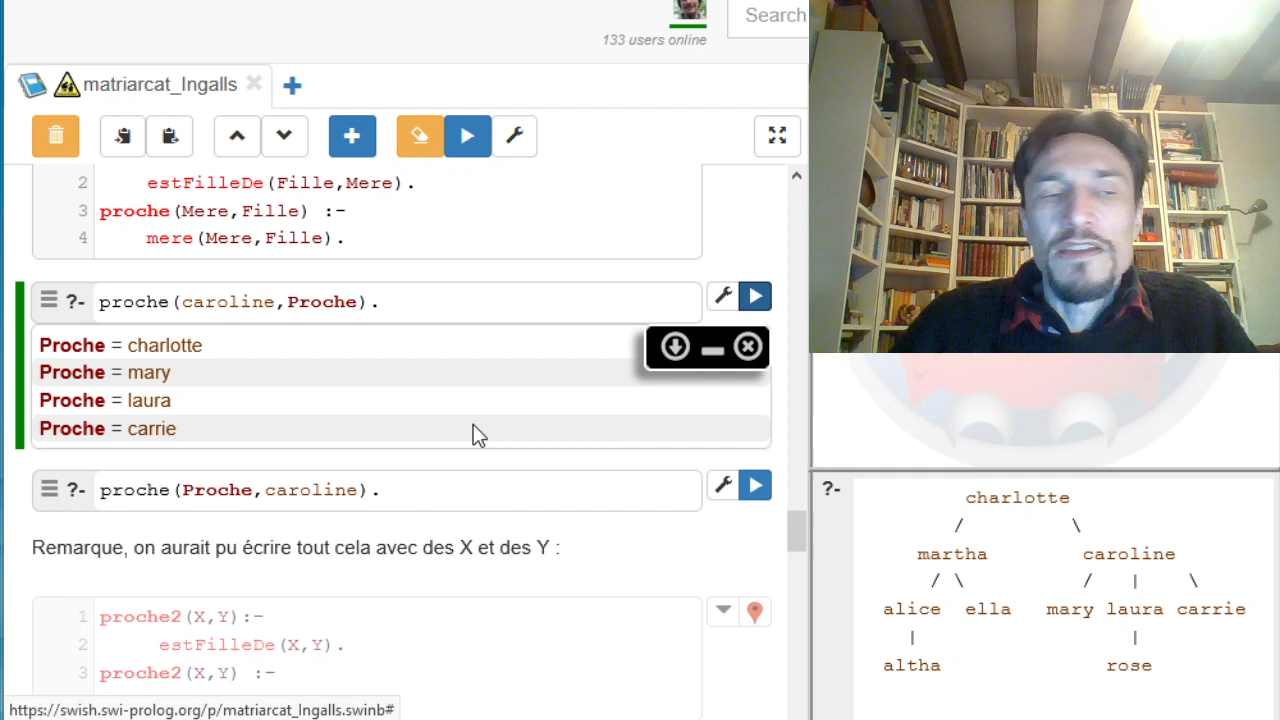 Search
133 users online
matriarcat_Ingalls
2 estFilleDe(Fille,Mere).
3 proche(Mere,Fille) :-
4 mere(Mere,Fille).
?- proche(caroline,Proche).
Proche = charlotte
Proche = mary
Proche = laura
Proche = carrie
?- proche(Proche,caroline).
Remarque, on aurait pu écrire tout cela avec des X et des Y :
1 proche2(X,Y):-
2 estFilleDe(X,Y).
3 proche2(X,Y) :-
https://swish.swi-prolog.org/p/matriarcat_Ingalls.swinb#
?- charlotte
/ \
martha caroline
/ \ / | \
alice ella mary laura carrie
| |
altha rose